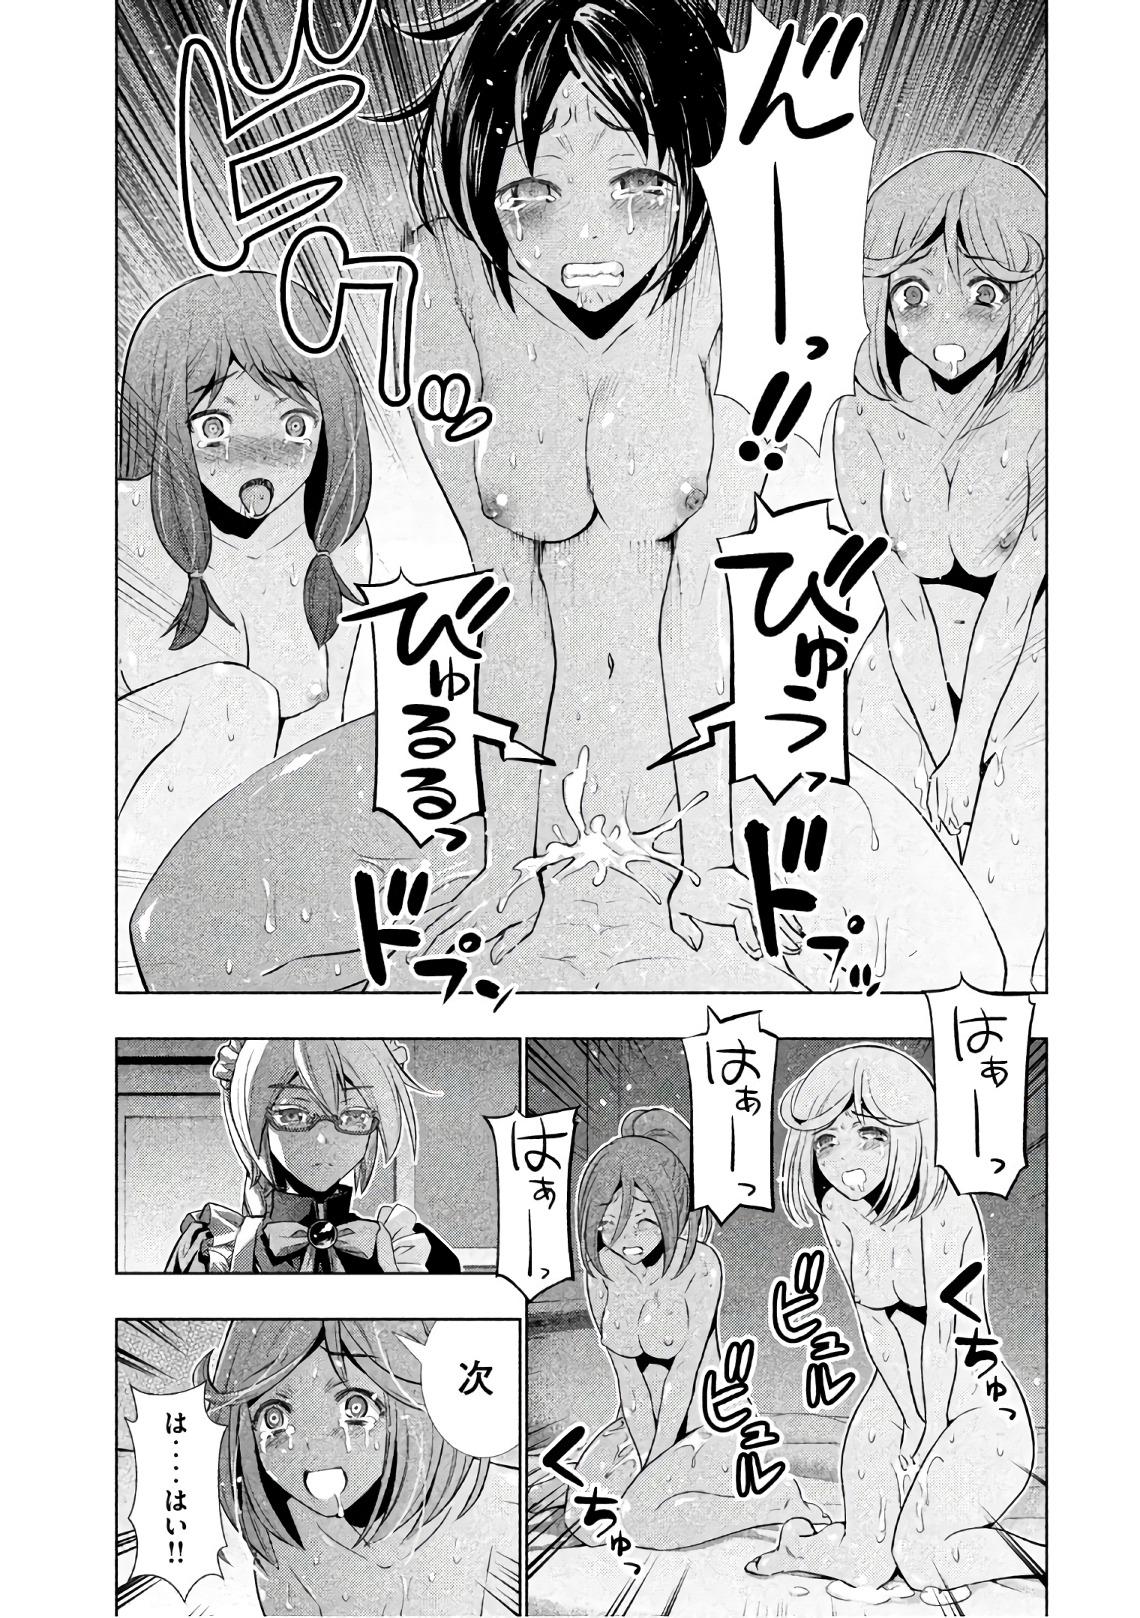 んーーっ!!
ビクッ
びゅうっ
びゅるるっ
ドプッ
ドプン
はぁーっ
はぁーっ
はぁーっ
ビュル
ビュル
くちゅっ
くちゅっ
次
は‥‥はい!!